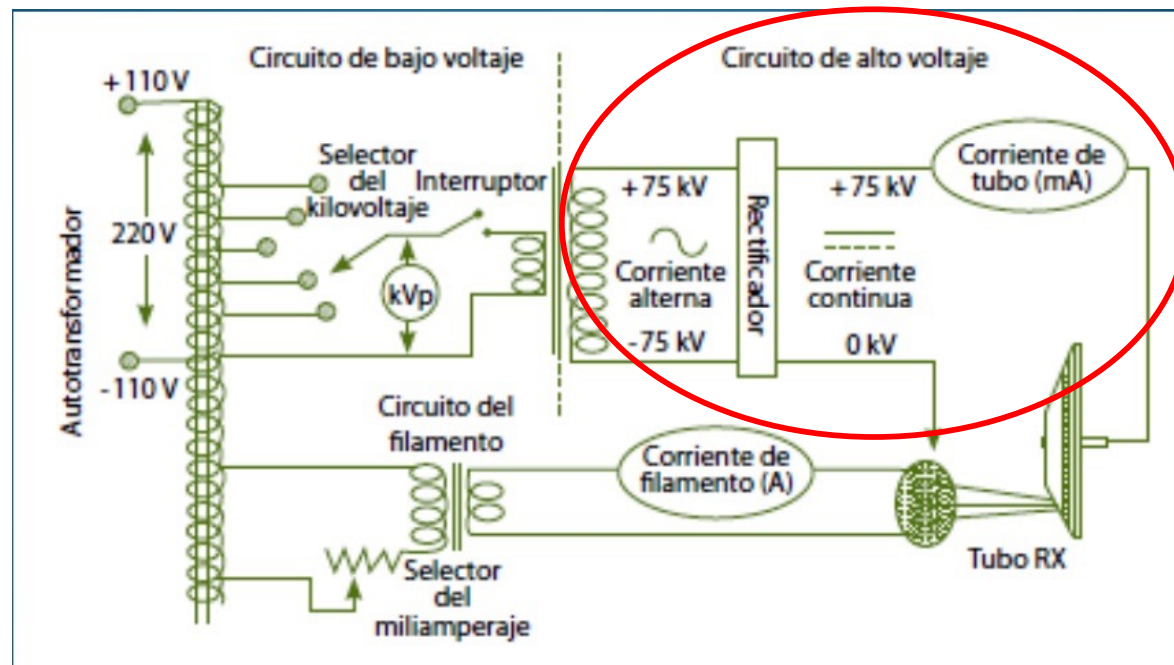 Circuito de bajo voltaje
Circuito de alto voltaje
+ 110 V
220 V
- 110 V
Autotransformador
Selector
del
kilovoltaje
Interruptor
kVp
+75 kV
Corriente
alterna
-75 kV
Rectificador
+75 kV
Corriente
continua
0 kV
Corriente de
tubo (mA)
Circuito del
filamento
Corriente de
filamento (A)
Selector
del
miliamperaje
Tubo RX